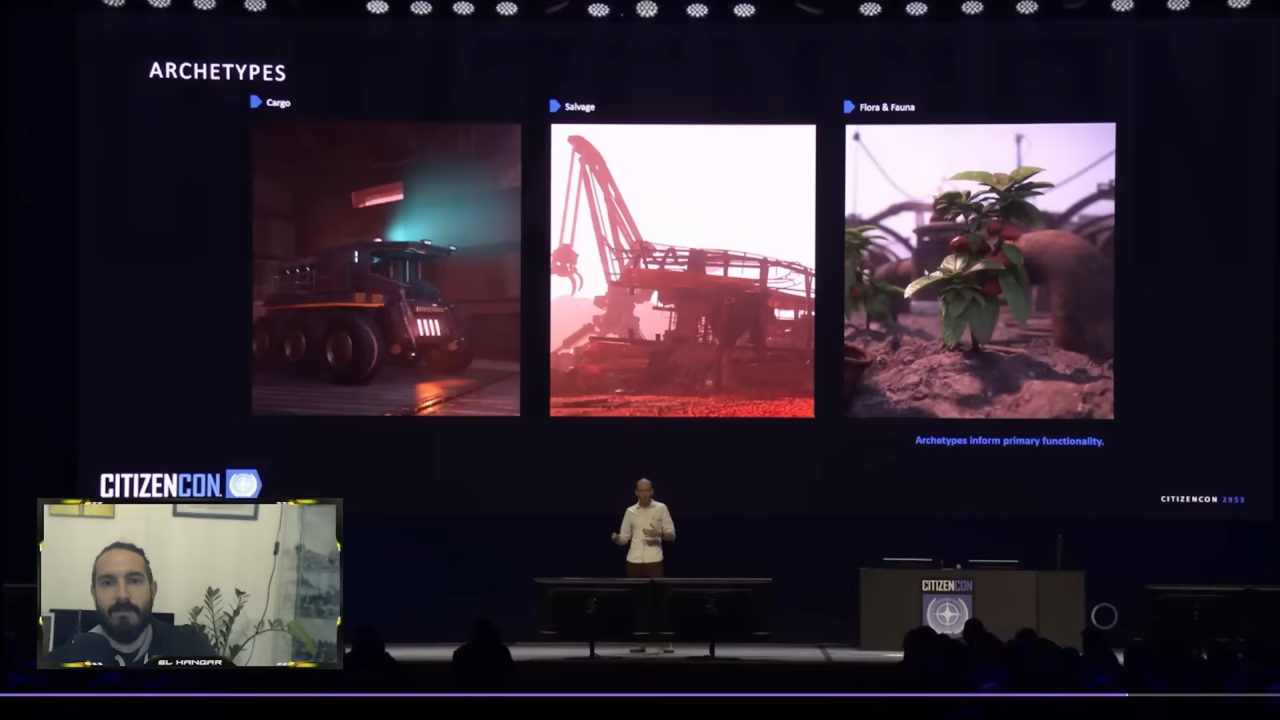 ARCHETYPES
Cargo
Salvage
Flora & Fauna
Archetypes inform primary functionality.
CITIZENCON
CITIZENCON 2953
CITIZENCON
EL HANGAR